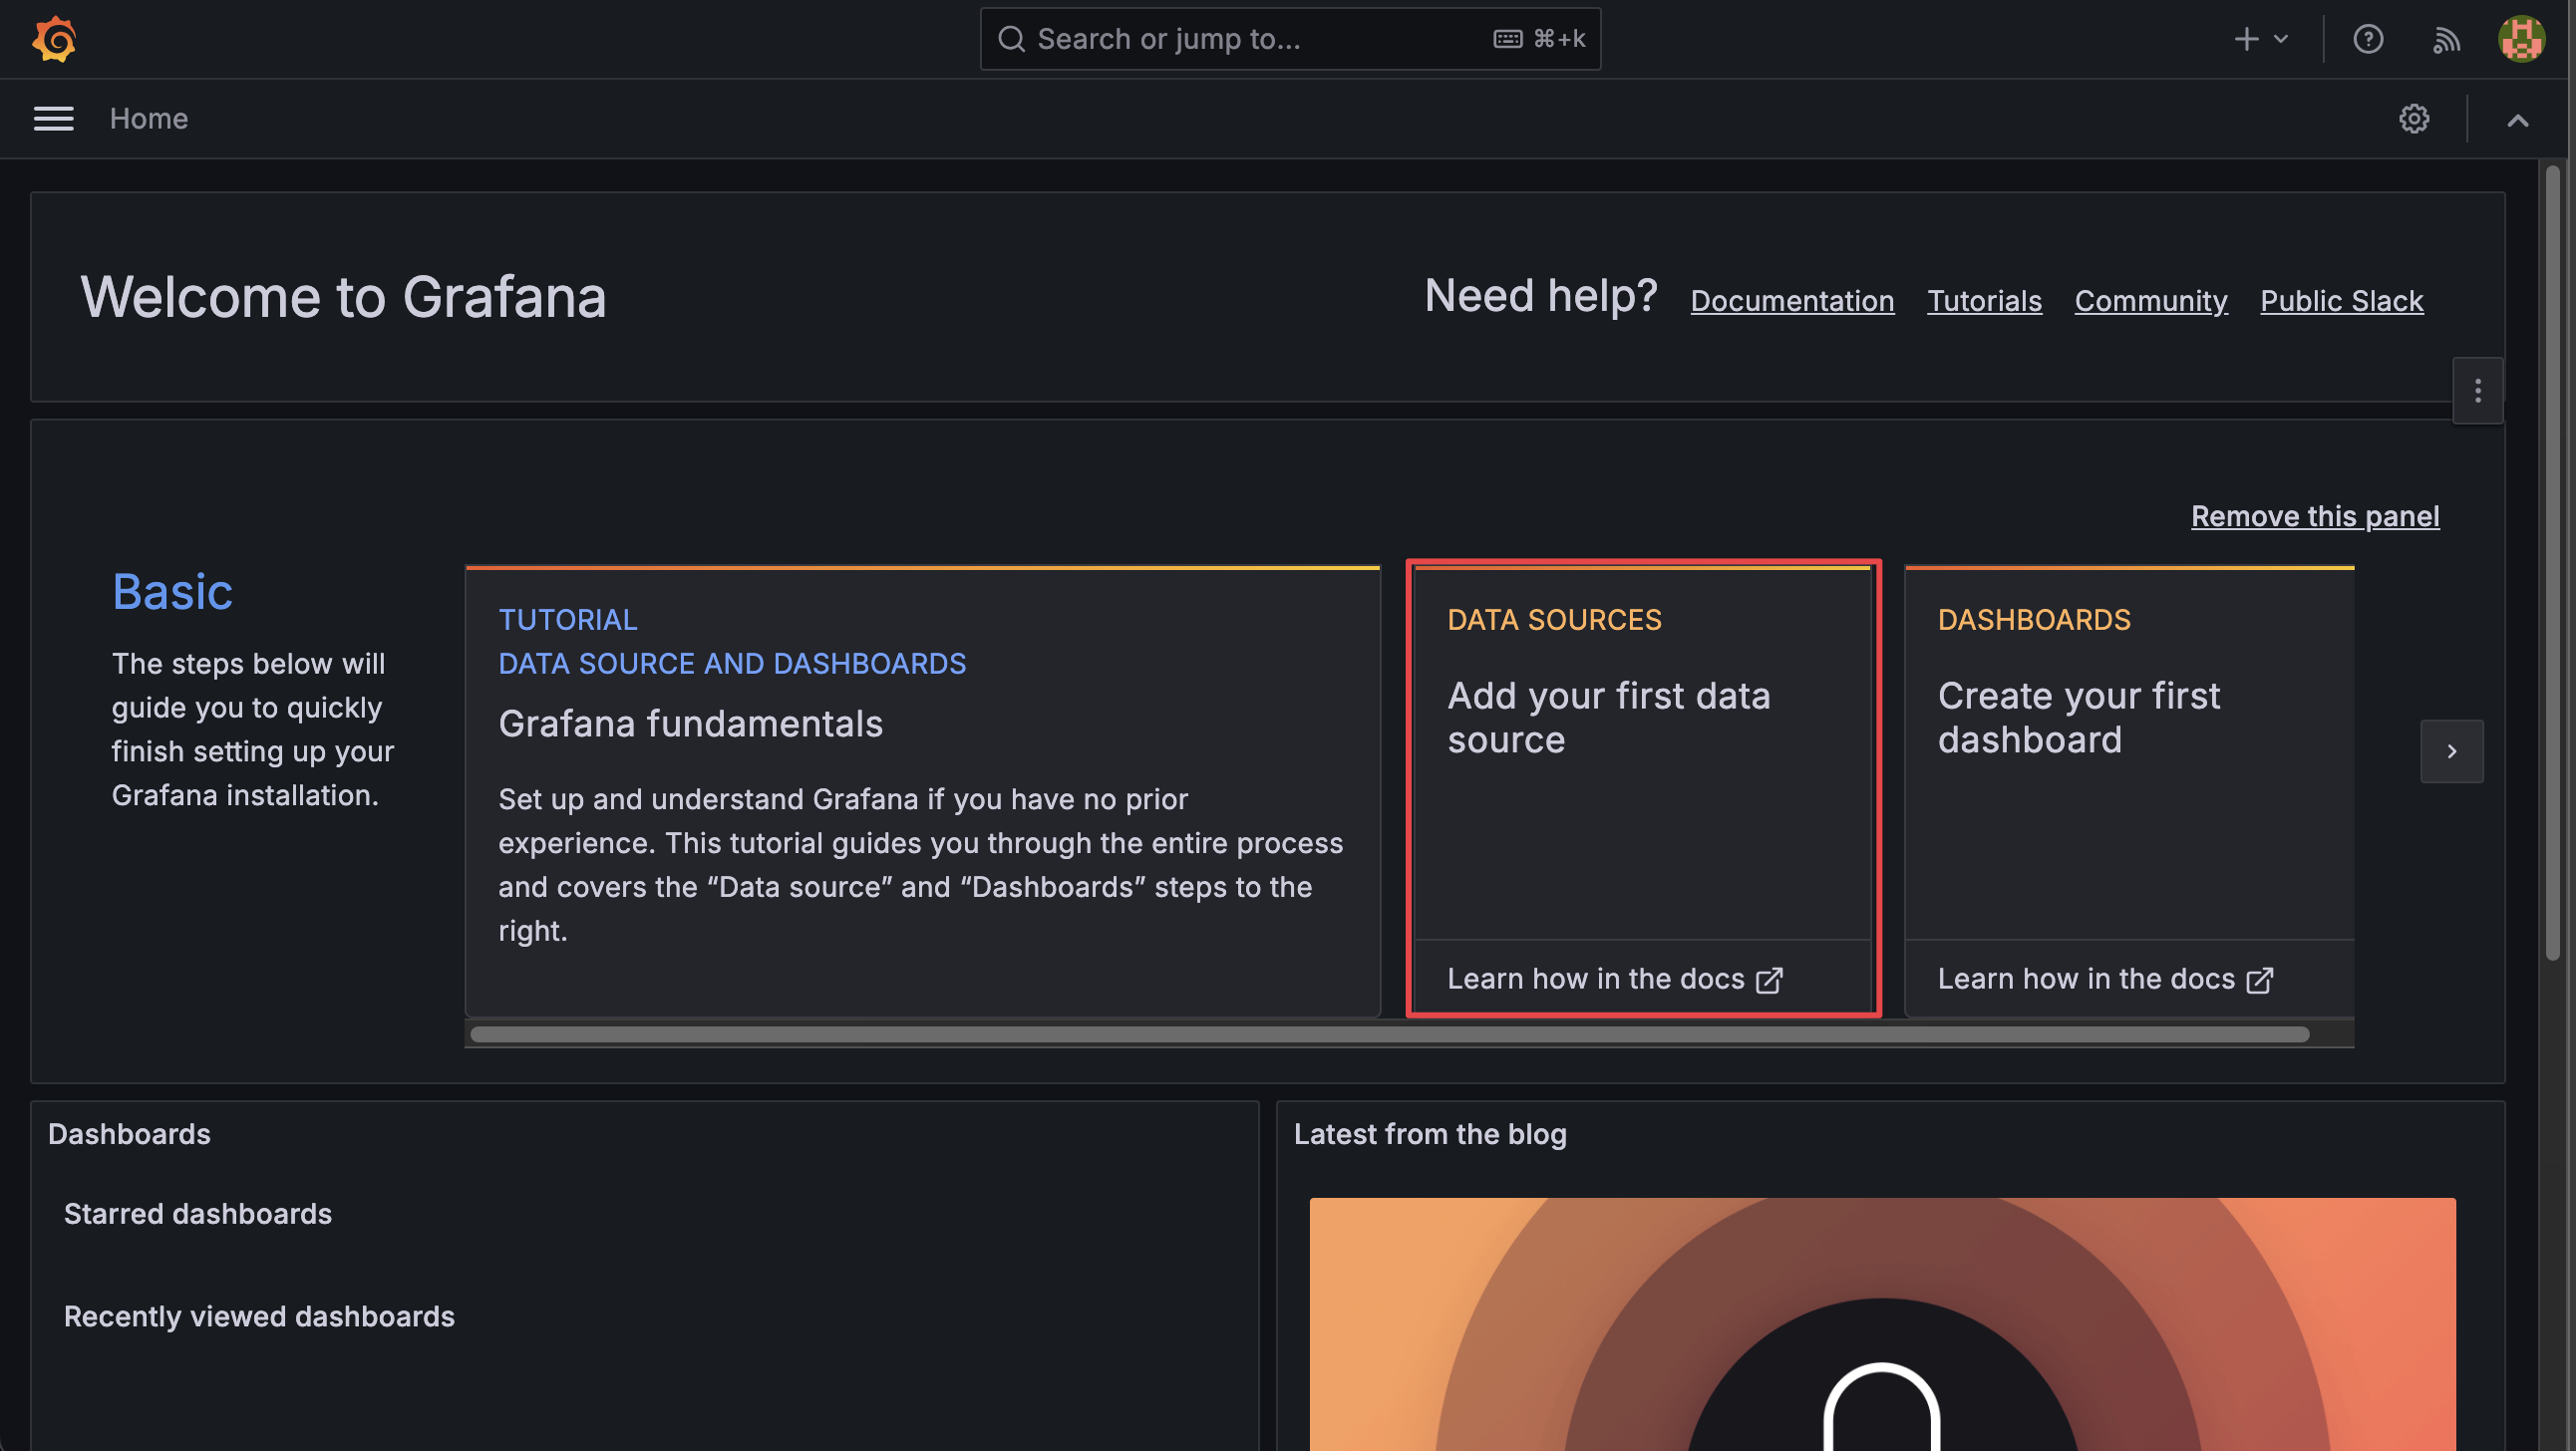 Search or jump to...
⌘+k
Home
Welcome to Grafana
Need help?
Documentation
Tutorials
Community
Public Slack
Remove this panel
Basic
The steps below will
guide you to quickly
finish setting up your
Grafana installation.
TUTORIAL
DATA SOURCE AND DASHBOARDS
Grafana fundamentals
Set up and understand Grafana if you have no prior
experience. This tutorial guides you through the entire process
and covers the “Data source” and “Dashboards” steps to the
right.
DATA SOURCES
Add your first data
source
Learn how in the docs
DASHBOARDS
Create your first
dashboard
Learn how in the docs
Dashboards
Starred dashboards
Recently viewed dashboards
Latest from the blog